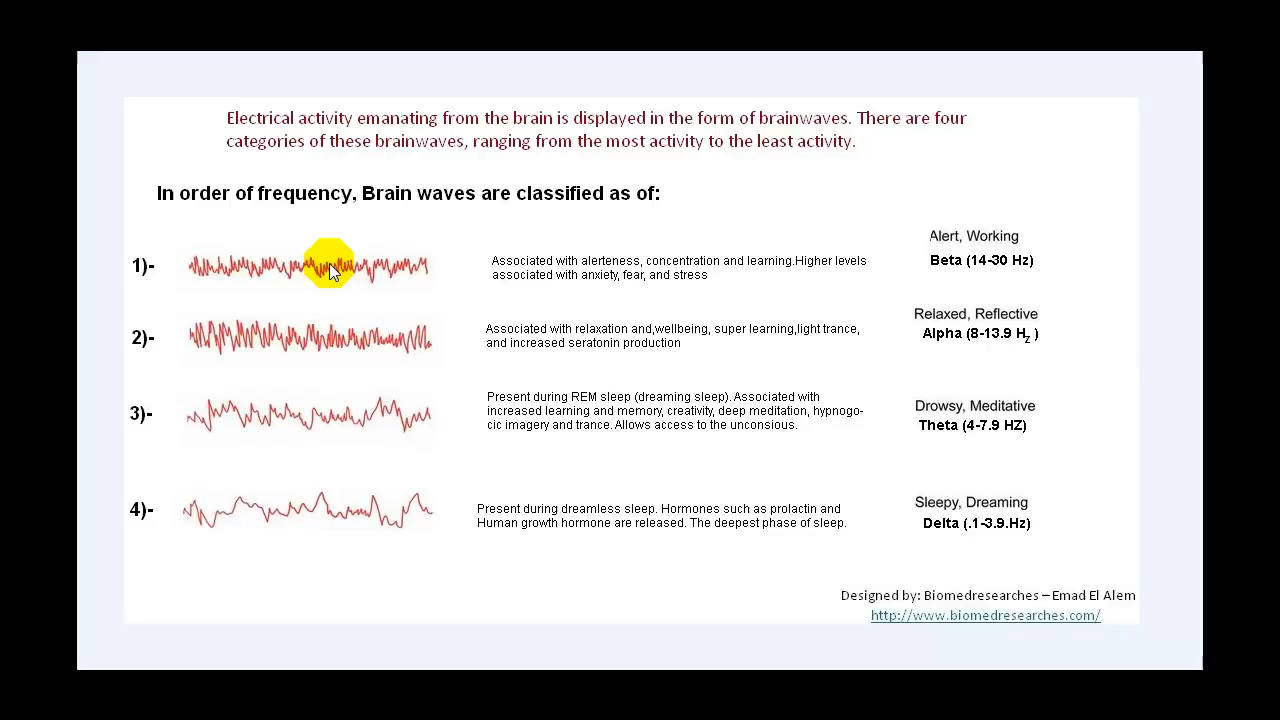 Electrical activity emanating from the brain is displayed in the form of brainwaves. There are four
categories of these brainwaves, ranging from the most activity to the least activity.
In order of frequency, Brain waves are classified as of:
1)-
Associated with alerteness, concentration and learning.Higher levels
associated with anxiety, fear, and stress
Alert, Working
Beta (14-30 Hz)
2)-
Associated with relaxation and,wellbeing, super learning,light trance,
and increased seratonin production
Relaxed, Reflective
Alpha (8-13.9 Hz )
3)-
Present during REM sleep (dreaming sleep). Associated with
increased learning and memory, creativity, deep meditation, hypnogo-
cic imagery and trance. Allows access to the unconsious.
Drowsy, Meditative
Theta (4-7.9 HZ)
4)-
Present during dreamless sleep. Hormones such as prolactin and
Human growth hormone are released. The deepest phase of sleep.
Sleepy, Dreaming
Delta (.1-3.9.Hz)
Designed by: Biomedresearches – Emad El Alem
http://www.biomedresearches.com/